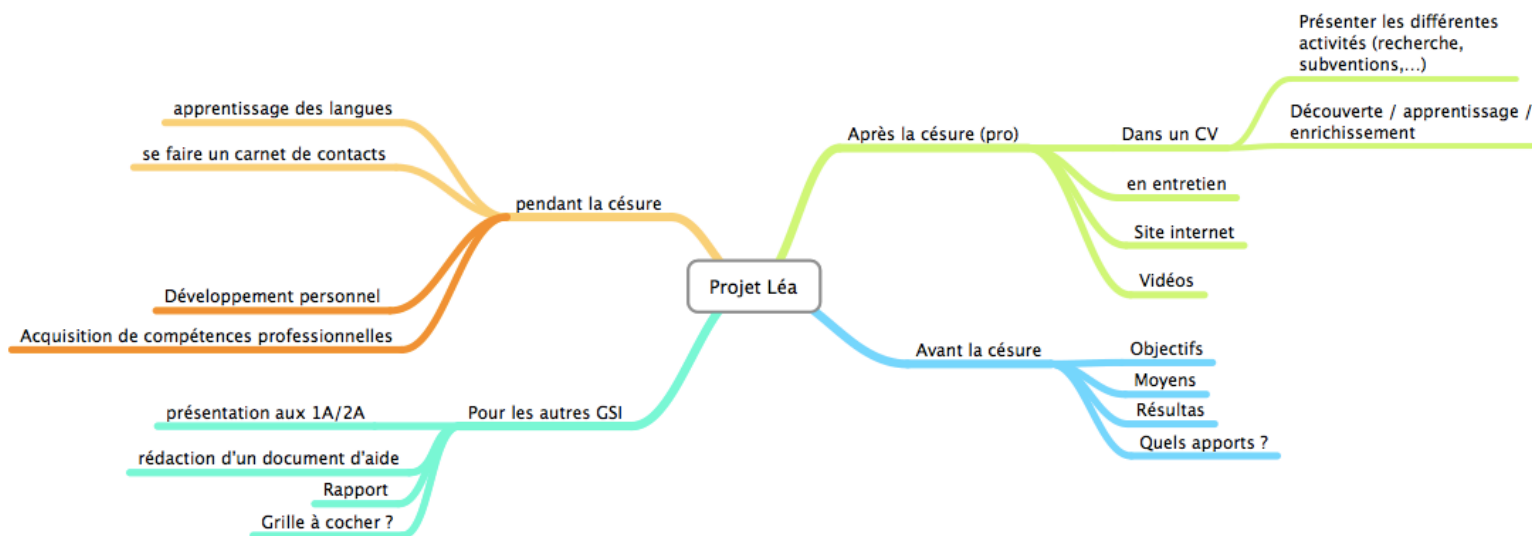 Projet Léa
pendant la césure
apprentissage des langues
se faire un carnet de contacts
Développement personnel
Acquisition de compétences professionnelles
Pour les autres GSI
présentation aux 1A/2A
rédaction d'un document d'aide
Rapport
Grille à cocher ?
Après la césure (pro)
Dans un CV
Présenter les différentes
activités (recherche,
subventions,...)
Découverte / apprentissage /
enrichissement
en entretien
Site internet
Vidéos
Avant la césure
Objectifs
Moyens
Résultas
Quels apports ?